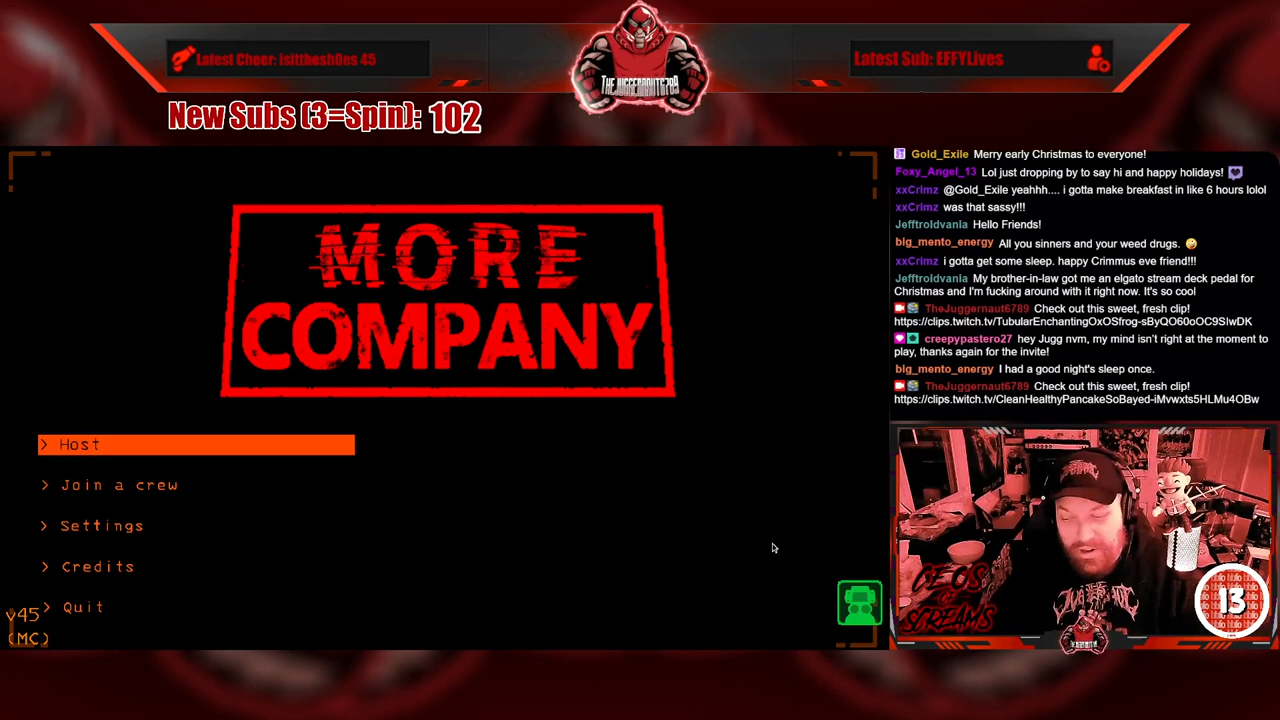 Latest Cheer: isitthesh0es 45
THEJUGGERNAUT6789
Latest Sub: EFFYLives
New Subs (3=Spin): 102
MORE
COMPANY
> Host
> Join a crew
> Settings
> Credits
> Quit
v45
(MC)
Gold_Exile Merry early Christmas to everyone!
Foxy_Angel_13 Lol just dropping by to say hi and happy holidays!
xxCrimz @Gold_Exile yeahhh.... i gotta make breakfast in like 6 hours lolol
xxCrimz was that sassy!!!
Jefftroldvania Hello Friends!
big_mento_energy All you sinners and your weed drugs.
xxCrimz i gotta get some sleep. happy Crimmus eve friend!!!
Jefftroldvania My brother-in-law got me an elgato stream deck pedal for
Christmas and I'm fucking around with it right now. It's so cool
TheJuggernaut6789 Check out this sweet, fresh clip!
https://clips.twitch.tv/TubularEnchantingOxOSfrog-sByQO60oOC9SIwDK
creepypastero27 hey Jugg nvm, my mind isn't right at the moment to
play, thanks again for the invite!
big_mento_energy I had a good night's sleep once.
TheJuggernaut6789 Check out this sweet, fresh clip!
https://clips.twitch.tv/CleanHealthyPancakeSoBayed-iMvwxts5HLMu4OBw
CEOS
OF
SCREAMS
13